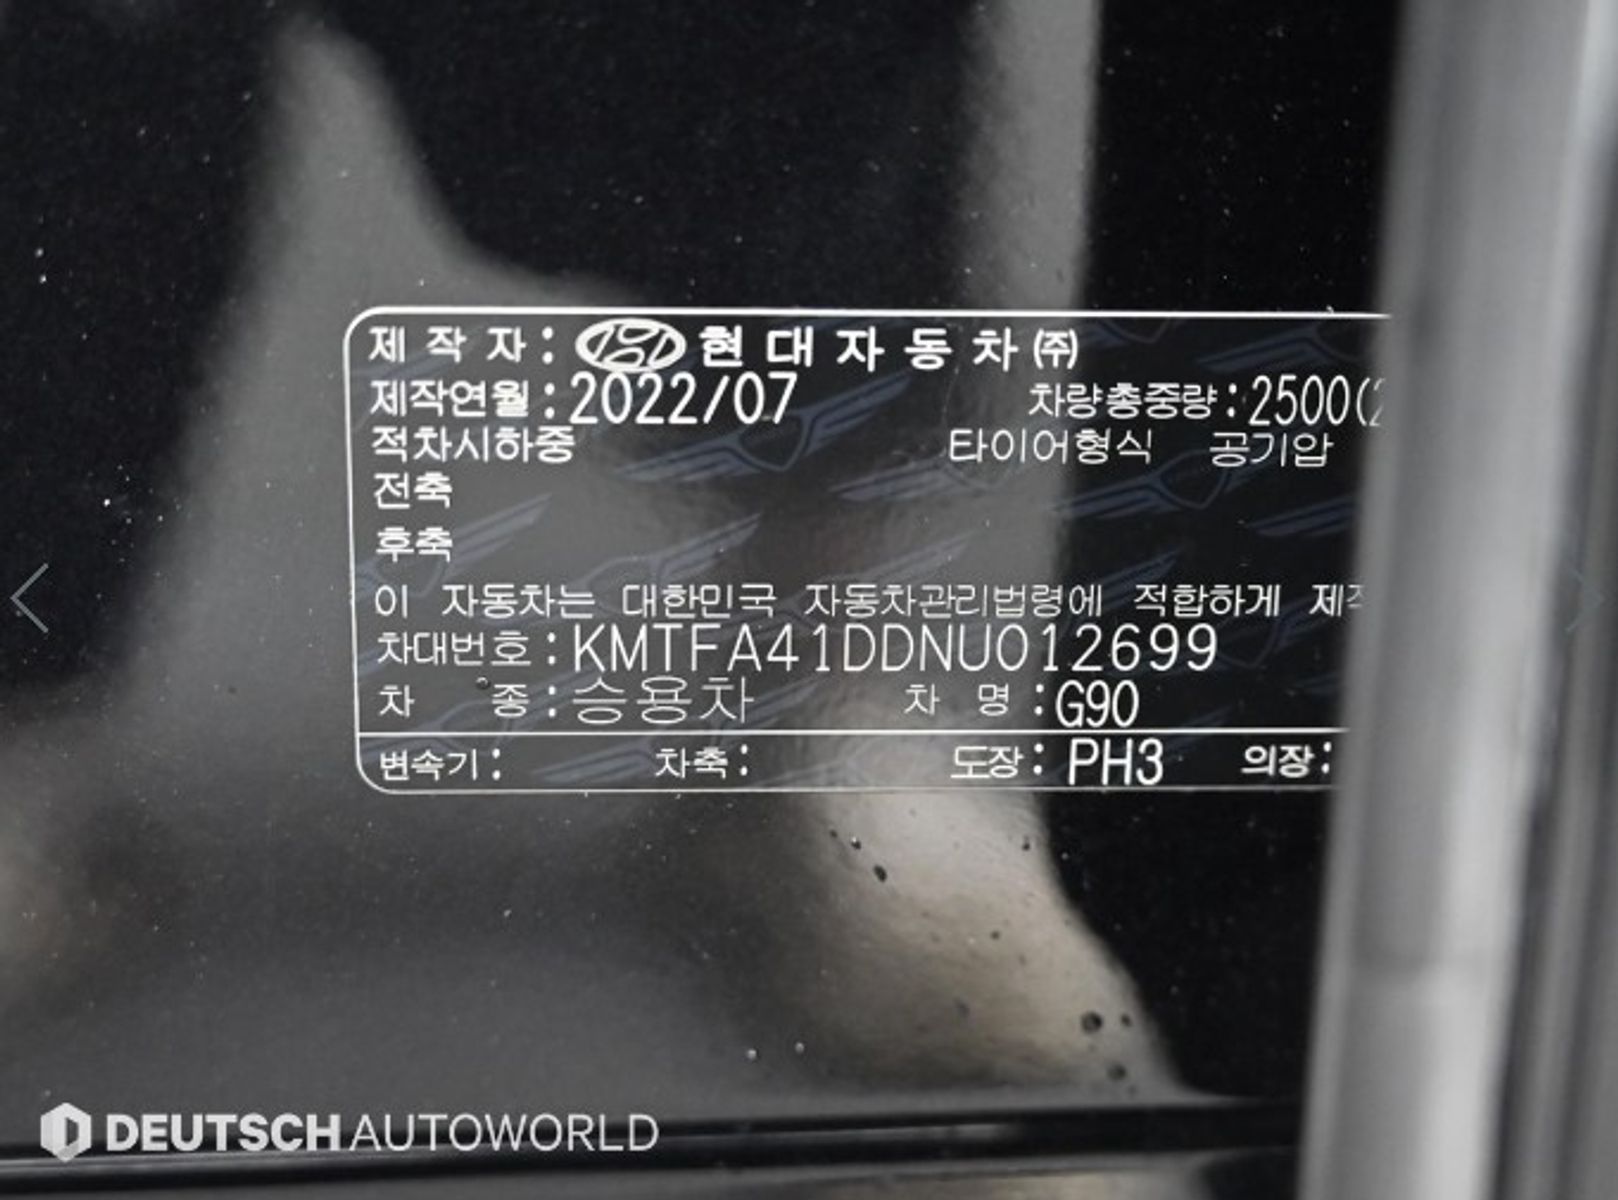 제 작 자 : 현 대 자 동 차 ㈜
제작연월 : 2022/07 차량총중량 : 2500(2
적차시하중 타이어형식 공기압
전축
후축
이 자동차는 대한민국 자동차관리법령에 적합하게 제작
차대번호 : KMTFA41DDNU012699
차 종 : 승용차 차 명 : G90
변속기 : 차축 : 도장 : PH3 의장 :
DEUTSCH AUTOWORLD